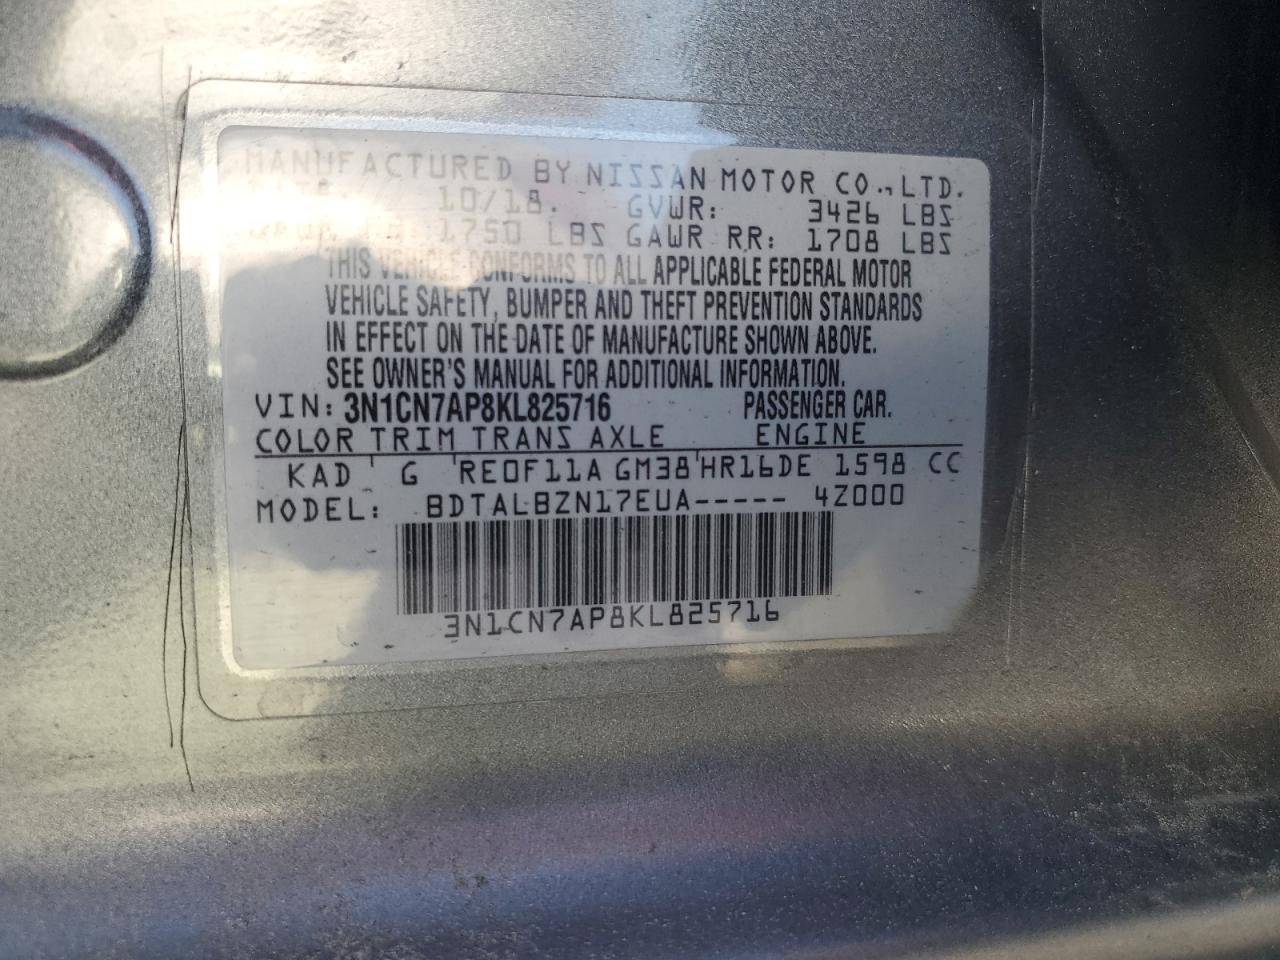 MANUFACTURED BY NISSAN MOTOR CO.,LTD.
DATE: 10/18. GVWR: 3426 LBS
1750 LBS GAWR RR: 1708 LBS
THIS VEHICLE CONFORMS TO ALL APPLICABLE FEDERAL MOTOR
VEHICLE SAFETY, BUMPER AND THEFT PREVENTION STANDARDS
IN EFFECT ON THE DATE OF MANUFACTURE SHOWN ABOVE.
SEE OWNER'S MANUAL FOR ADDITIONAL INFORMATION.
VIN: 3N1CN7AP8KL825716 PASSENGER CAR.
COLOR TRIM TRANS AXLE ENGINE
KAD G RE0F11A GM38 HR16DE 1598 CC
MODEL: BDTALBZN17EUA----- 4Z000
3N1CN7AP8KL825716